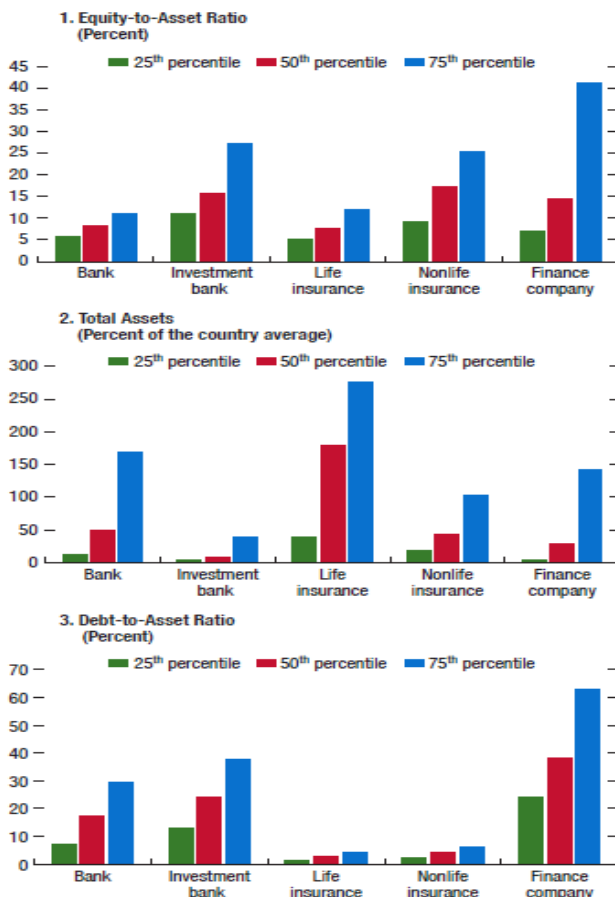 1. Equity-to-Asset Ratio
(Percent)
25th percentile 50th percentile 75th percentile
45
40
35
30
25
20
15
10
5
0
Bank Investment bank Life insurance Nonlife insurance Finance company
2. Total Assets
(Percent of the country average)
25th percentile 50th percentile 75th percentile
300
250
200
150
100
50
0
Bank Investment bank Life insurance Nonlife insurance Finance company
3. Debt-to-Asset Ratio
(Percent)
25th percentile 50th percentile 75th percentile
70
60
50
40
30
20
10
0
Bank Investment bank Life insurance Nonlife insurance Finance company